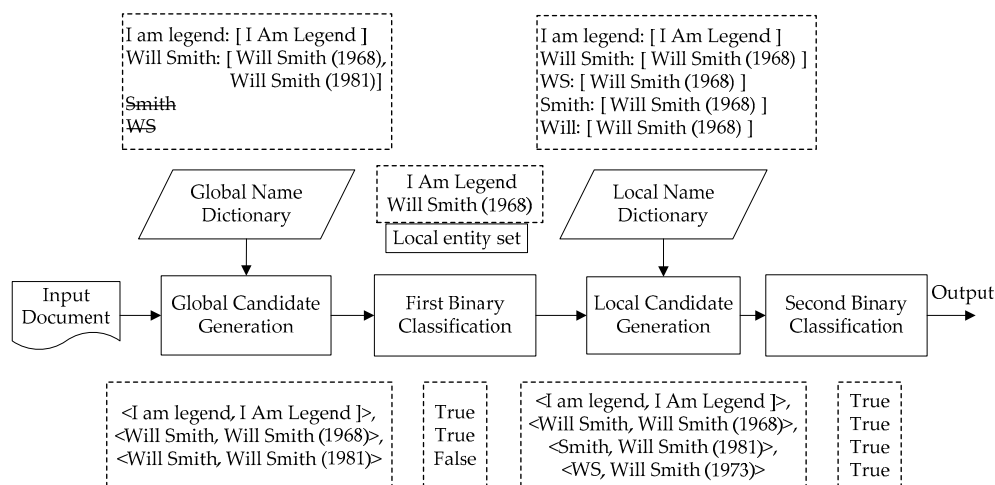 I am legend: [ I Am Legend ]
Will Smith: [ Will Smith (1968),
Will Smith (1981)]
Smith
WS
I am legend: [ I Am Legend ]
Will Smith: [ Will Smith (1968) ]
WS: [ Will Smith (1968) ]
Smith: [ Will Smith (1968) ]
Will: [ Will Smith (1968) ]
Global Name
Dictionary
I Am Legend
Will Smith (1968)
Local entity set
Local Name
Dictionary
Input
Document
Global Candidate
Generation
First Binary
Classification
Local Candidate
Generation
Second Binary
Classification
Output
<I am legend, I Am Legend ]>,
<Will Smith, Will Smith (1968)>,
<Will Smith, Will Smith (1981)>
True
True
False
<I am legend, I Am Legend ]>,
<Will Smith, Will Smith (1968)>,
<Smith, Will Smith (1981)>,
<WS, Will Smith (1973)>
True
True
True
True